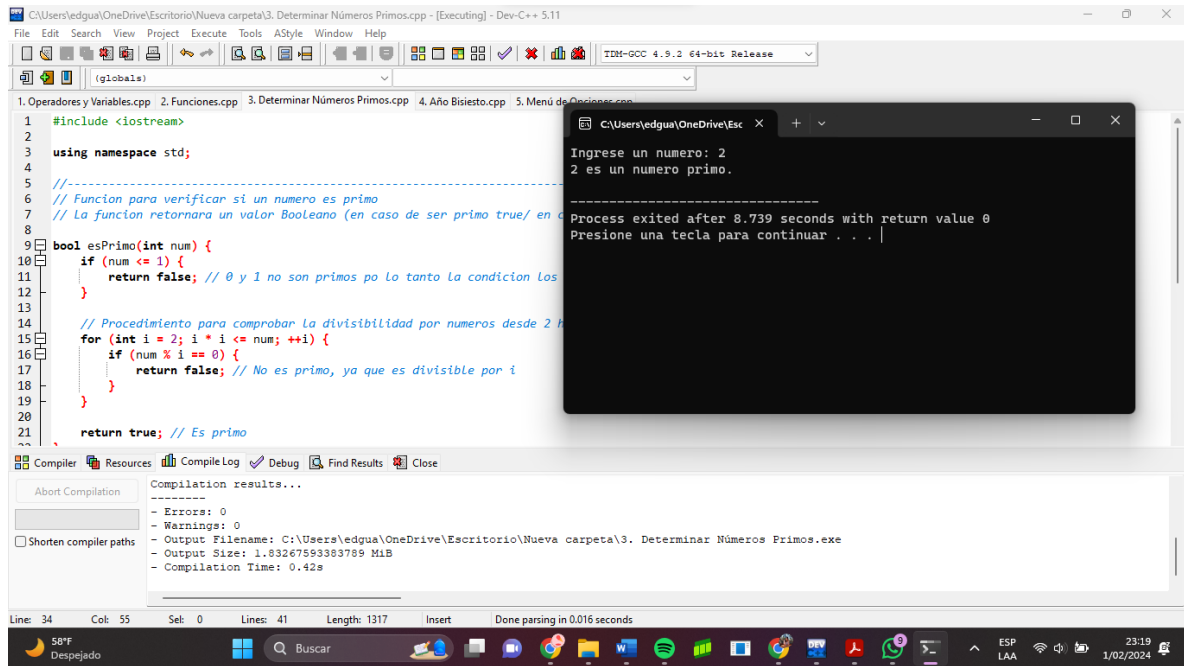 C:\Users\edgua\OneDrive\Escritorio\Nueva carpeta\3. Determinar Números Primos.cpp - [Executing] - Dev-C++ 5.11
File Edit Search View Project Execute Tools AStyle Window Help
TDM-GCC 4.9.2 64-bit Release
(globals)
1. Operadores y Variables.cpp 2. Funciones.cpp 3. Determinar Números Primos.cpp 4. Año Bisiesto.cpp 5. Menú de Opciones.cpp
1 #include <iostream>
2
3 using namespace std;
4
5 //--------------------------------------------------------------------
6 // Funcion para verificar si un numero es primo
7 // La funcion retornara un valor Booleano (en caso de ser primo true/ en c
8
9 bool esPrimo(int num) {
10 if (num <= 1) {
11 return false; // 0 y 1 no son primos po lo tanto la condicion los
12 }
13
14 // Procedimiento para comprobar la divisibilidad por numeros desde 2 h
15 for (int i = 2; i * i <= num; ++i) {
16 if (num % i == 0) {
17 return false; // No es primo, ya que es divisible por i
18 }
19 }
20
21 return true; // Es primo
C:\Users\edgua\OneDrive\Esc
Ingrese un numero: 2
2 es un numero primo.
--------------------------------
Process exited after 8.739 seconds with return value 0
Presione una tecla para continuar . . .
Compiler Resources Compile Log Debug Find Results Close
Abort Compilation
Shorten compiler paths
Compilation results...
--------
- Errors: 0
- Warnings: 0
- Output Filename: C:\Users\edgua\OneDrive\Escritorio\Nueva carpeta\3. Determinar Números Primos.exe
- Output Size: 1.83267593383789 MiB
- Compilation Time: 0.42s
Line: 34 Col: 55 Sel: 0 Lines: 41 Length: 1317 Insert Done parsing in 0.016 seconds
58°F
Despejado
Buscar
DEV
9
ESP
LAA
23:19
1/02/2024